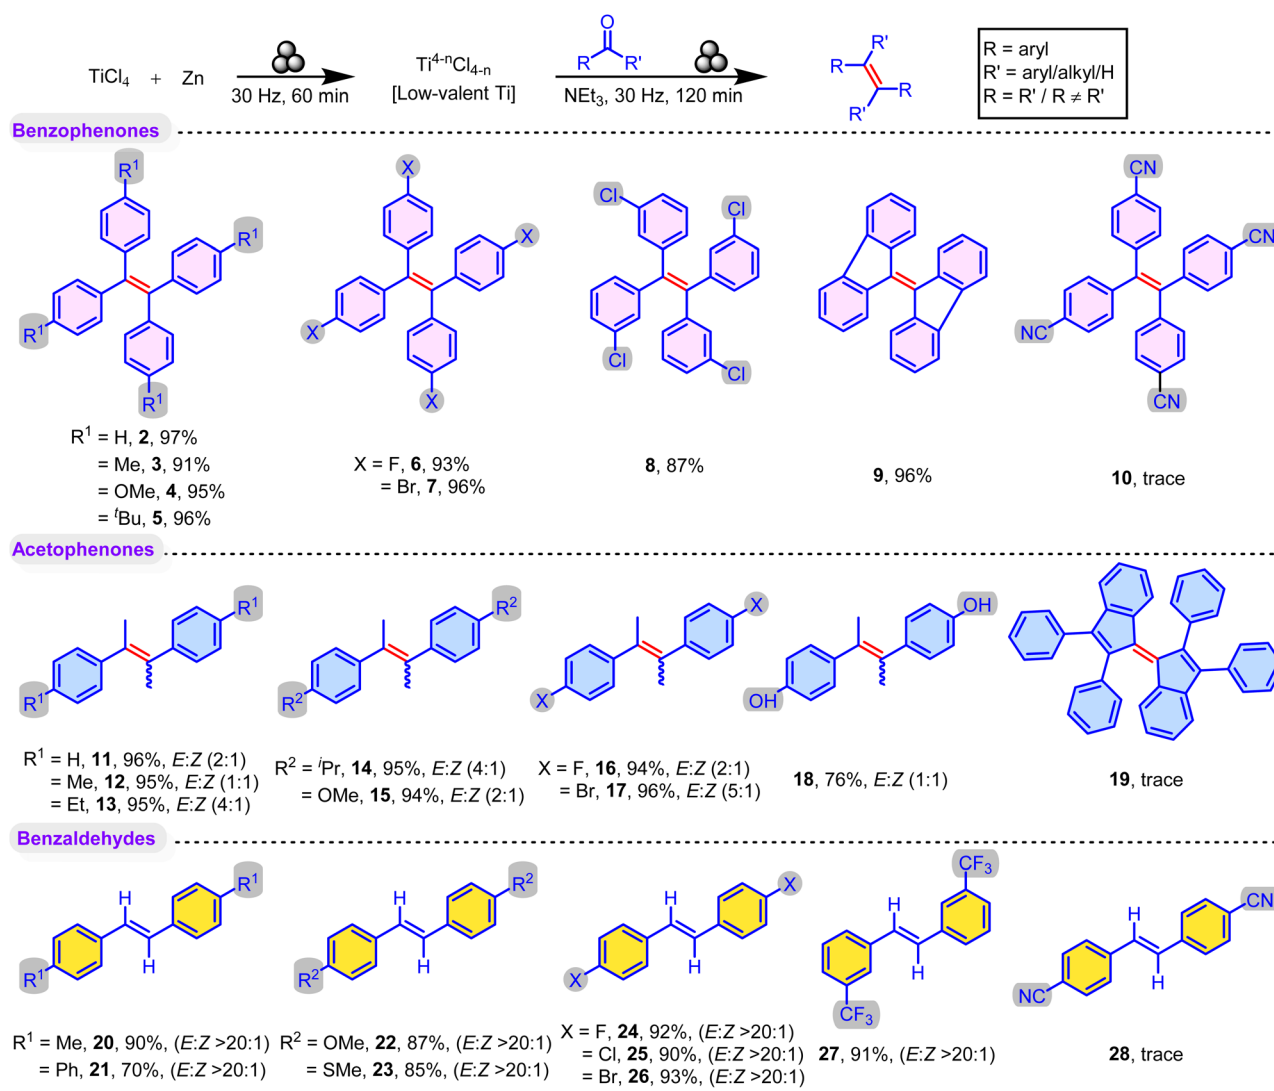 TiCl4 + Zn
30 Hz, 60 min
Ti4-nCl4-n
[Low-valent Ti]
O
R R'
NEt3, 30 Hz, 120 min
R'
R
R
R'
R = aryl
R' = aryl/alkyl/H
R = R' / R ≠ R'
Benzophenones
R1
R1
R1
R1
R1 = H, 2, 97%
= Me, 3, 91%
= OMe, 4, 95%
= tBu, 5, 96%
X
X
X
X
X = F, 6, 93%
= Br, 7, 96%
Cl
Cl
Cl
Cl
8, 87%
9, 96%
CN
CN
NC
CN
10, trace
Acetophenones
R1
R1
R1 = H, 11, 96%, E:Z (2:1)
= Me, 12, 95%, E:Z (1:1)
= Et, 13, 95%, E:Z (4:1)
R2
R2
R2 = iPr, 14, 95%, E:Z (4:1)
= OMe, 15, 94%, E:Z (2:1)
X
X
X = F, 16, 94%, E:Z (2:1)
= Br, 17, 96%, E:Z (5:1)
OH
OH
18, 76%, E:Z (1:1)
19, trace
Benzaldehydes
R1
H
H
R1
R1 = Me, 20, 90%, (E:Z >20:1)
= Ph, 21, 70%, (E:Z >20:1)
R2
H
H
R2
R2 = OMe, 22, 87%, (E:Z >20:1)
= SMe, 23, 85%, (E:Z >20:1)
X
H
H
X
X = F, 24, 92%, (E:Z >20:1)
= Cl, 25, 90%, (E:Z >20:1)
= Br, 26, 93%, (E:Z >20:1)
CF3
H
H
CF3
27, 91%, (E:Z >20:1)
CN
H
H
NC
28, trace